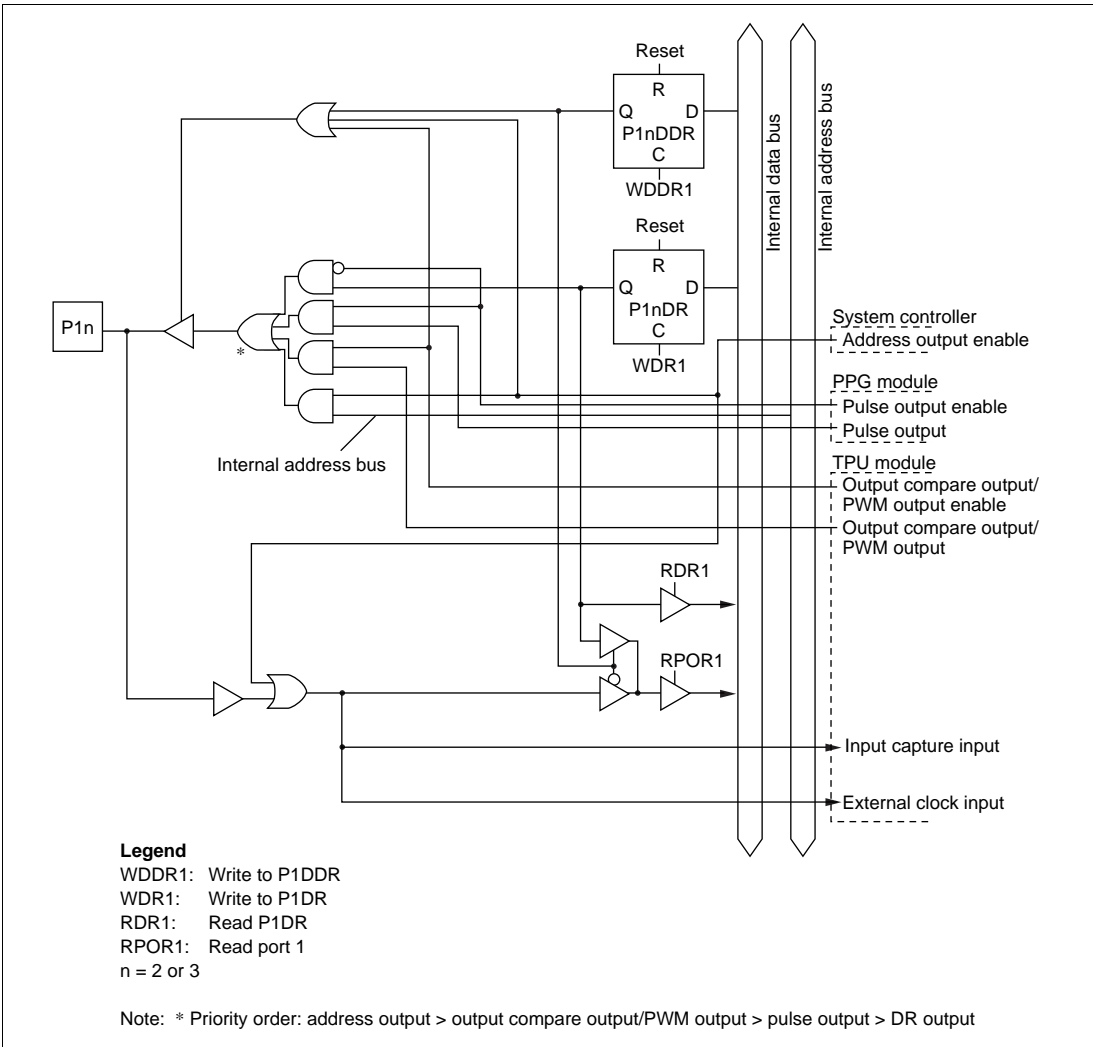 Reset
R
Q D
P1nDDR
C
WDDR1
Reset
R
Q D
P1nDR
C
WDR1
Internal data bus
Internal address bus
P1n
*
System controller
Address output enable
PPG module
Pulse output enable
Pulse output
Internal address bus
TPU module
Output compare output/
PWM output enable
Output compare output/
PWM output
RDR1
RPOR1
Input capture input
External clock input
Legend
WDDR1: Write to P1DDR
WDR1: Write to P1DR
RDR1: Read P1DR
RPOR1: Read port 1
n = 2 or 3
Note: * Priority order: address output > output compare output/PWM output > pulse output > DR output